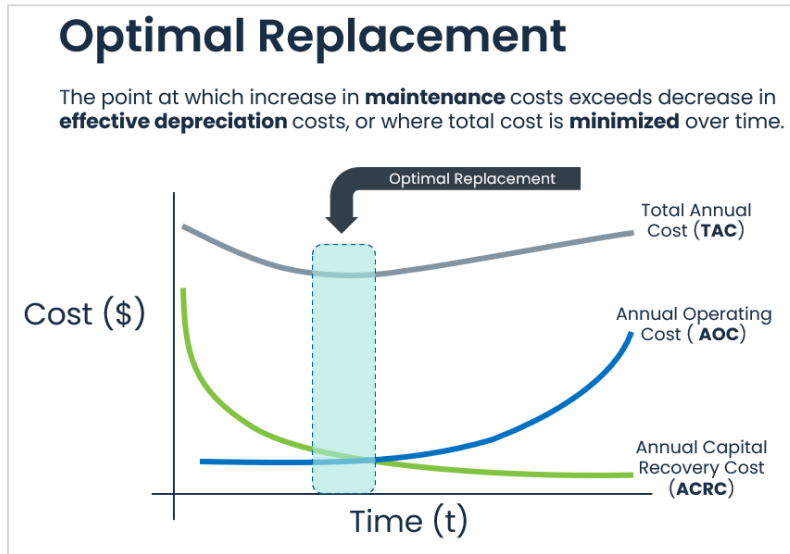 Optimal Replacement
The point at which increase in maintenance costs exceeds decrease in
effective depreciation costs, or where total cost is minimized over time.
Optimal Replacement
Total Annual
Cost (TAC)
Cost ($)
Annual Operating
Cost ( AOC)
Annual Capital
Recovery Cost
(ACRC)
Time (t)